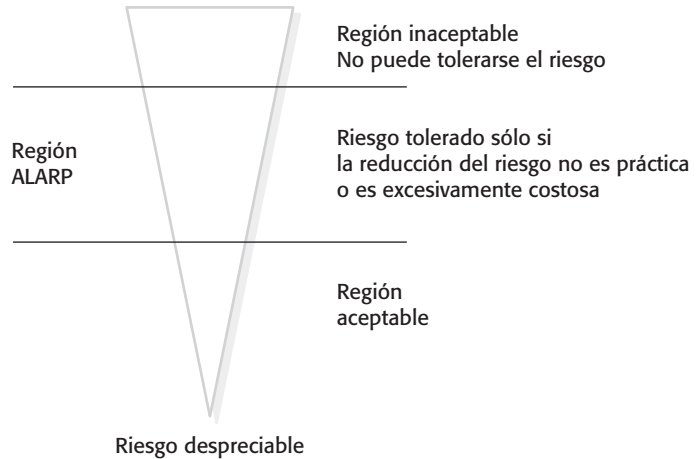 Región inaceptable
No puede tolerarse el riesgo
Región
ALARP
Riesgo tolerado sólo si
la reducción del riesgo no es práctica
o es excesivamente costosa
Región
aceptable
Riesgo despreciable